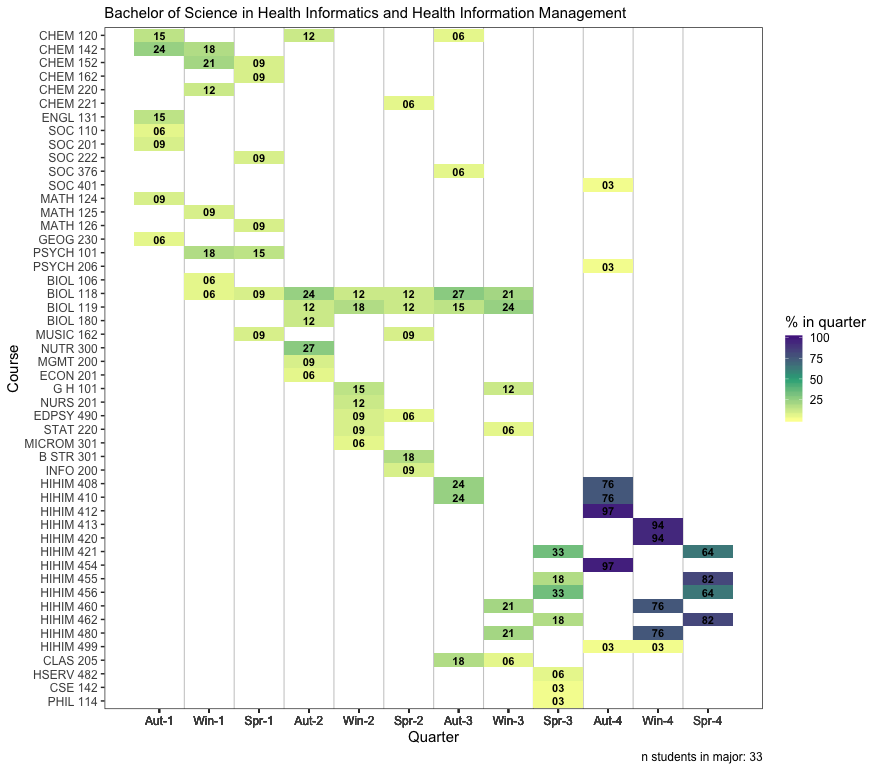 Bachelor of Science in Health Informatics and Health Information Management
CHEM 120 15 12 06
CHEM 142 24 18
CHEM 152 21 09
CHEM 162 09
CHEM 220 12
CHEM 221 06
ENGL 131 15
SOC 110 06
SOC 201 09
SOC 222 09
SOC 376 06
SOC 401 03
MATH 124 09
MATH 125 09
MATH 126 09
GEOG 230 06
PSYCH 101 18 15
PSYCH 206 03
BIOL 106 06
BIOL 118 06 09 24 12 12 27 21
BIOL 119 12 18 12 15 24
BIOL 180 12
MUSIC 162 09 09
NUTR 300 27
MGMT 200 09
ECON 201 06
G H 101 15 12
NURS 201 12
EDPSY 490 09 06
STAT 220 09 06
MICROM 301 06
B STR 301 18
INFO 200 09
HIHIM 408 24 76
HIHIM 410 24 76
HIHIM 412 97
HIHIM 413 94
HIHIM 420 94
HIHIM 421 33 64
HIHIM 454 97
HIHIM 455 18 82
HIHIM 456 33 64
HIHIM 460 21 76
HIHIM 462 18 82
HIHIM 480 21 76
HIHIM 499 03 03
CLAS 205 18 06
HSERV 482 06
CSE 142 03
PHIL 114 03
Course
Aut-1 Win-1 Spr-1 Aut-2 Win-2 Spr-2 Aut-3 Win-3 Spr-3 Aut-4 Win-4 Spr-4
Quarter
% in quarter
100
75
50
25
n students in major: 33